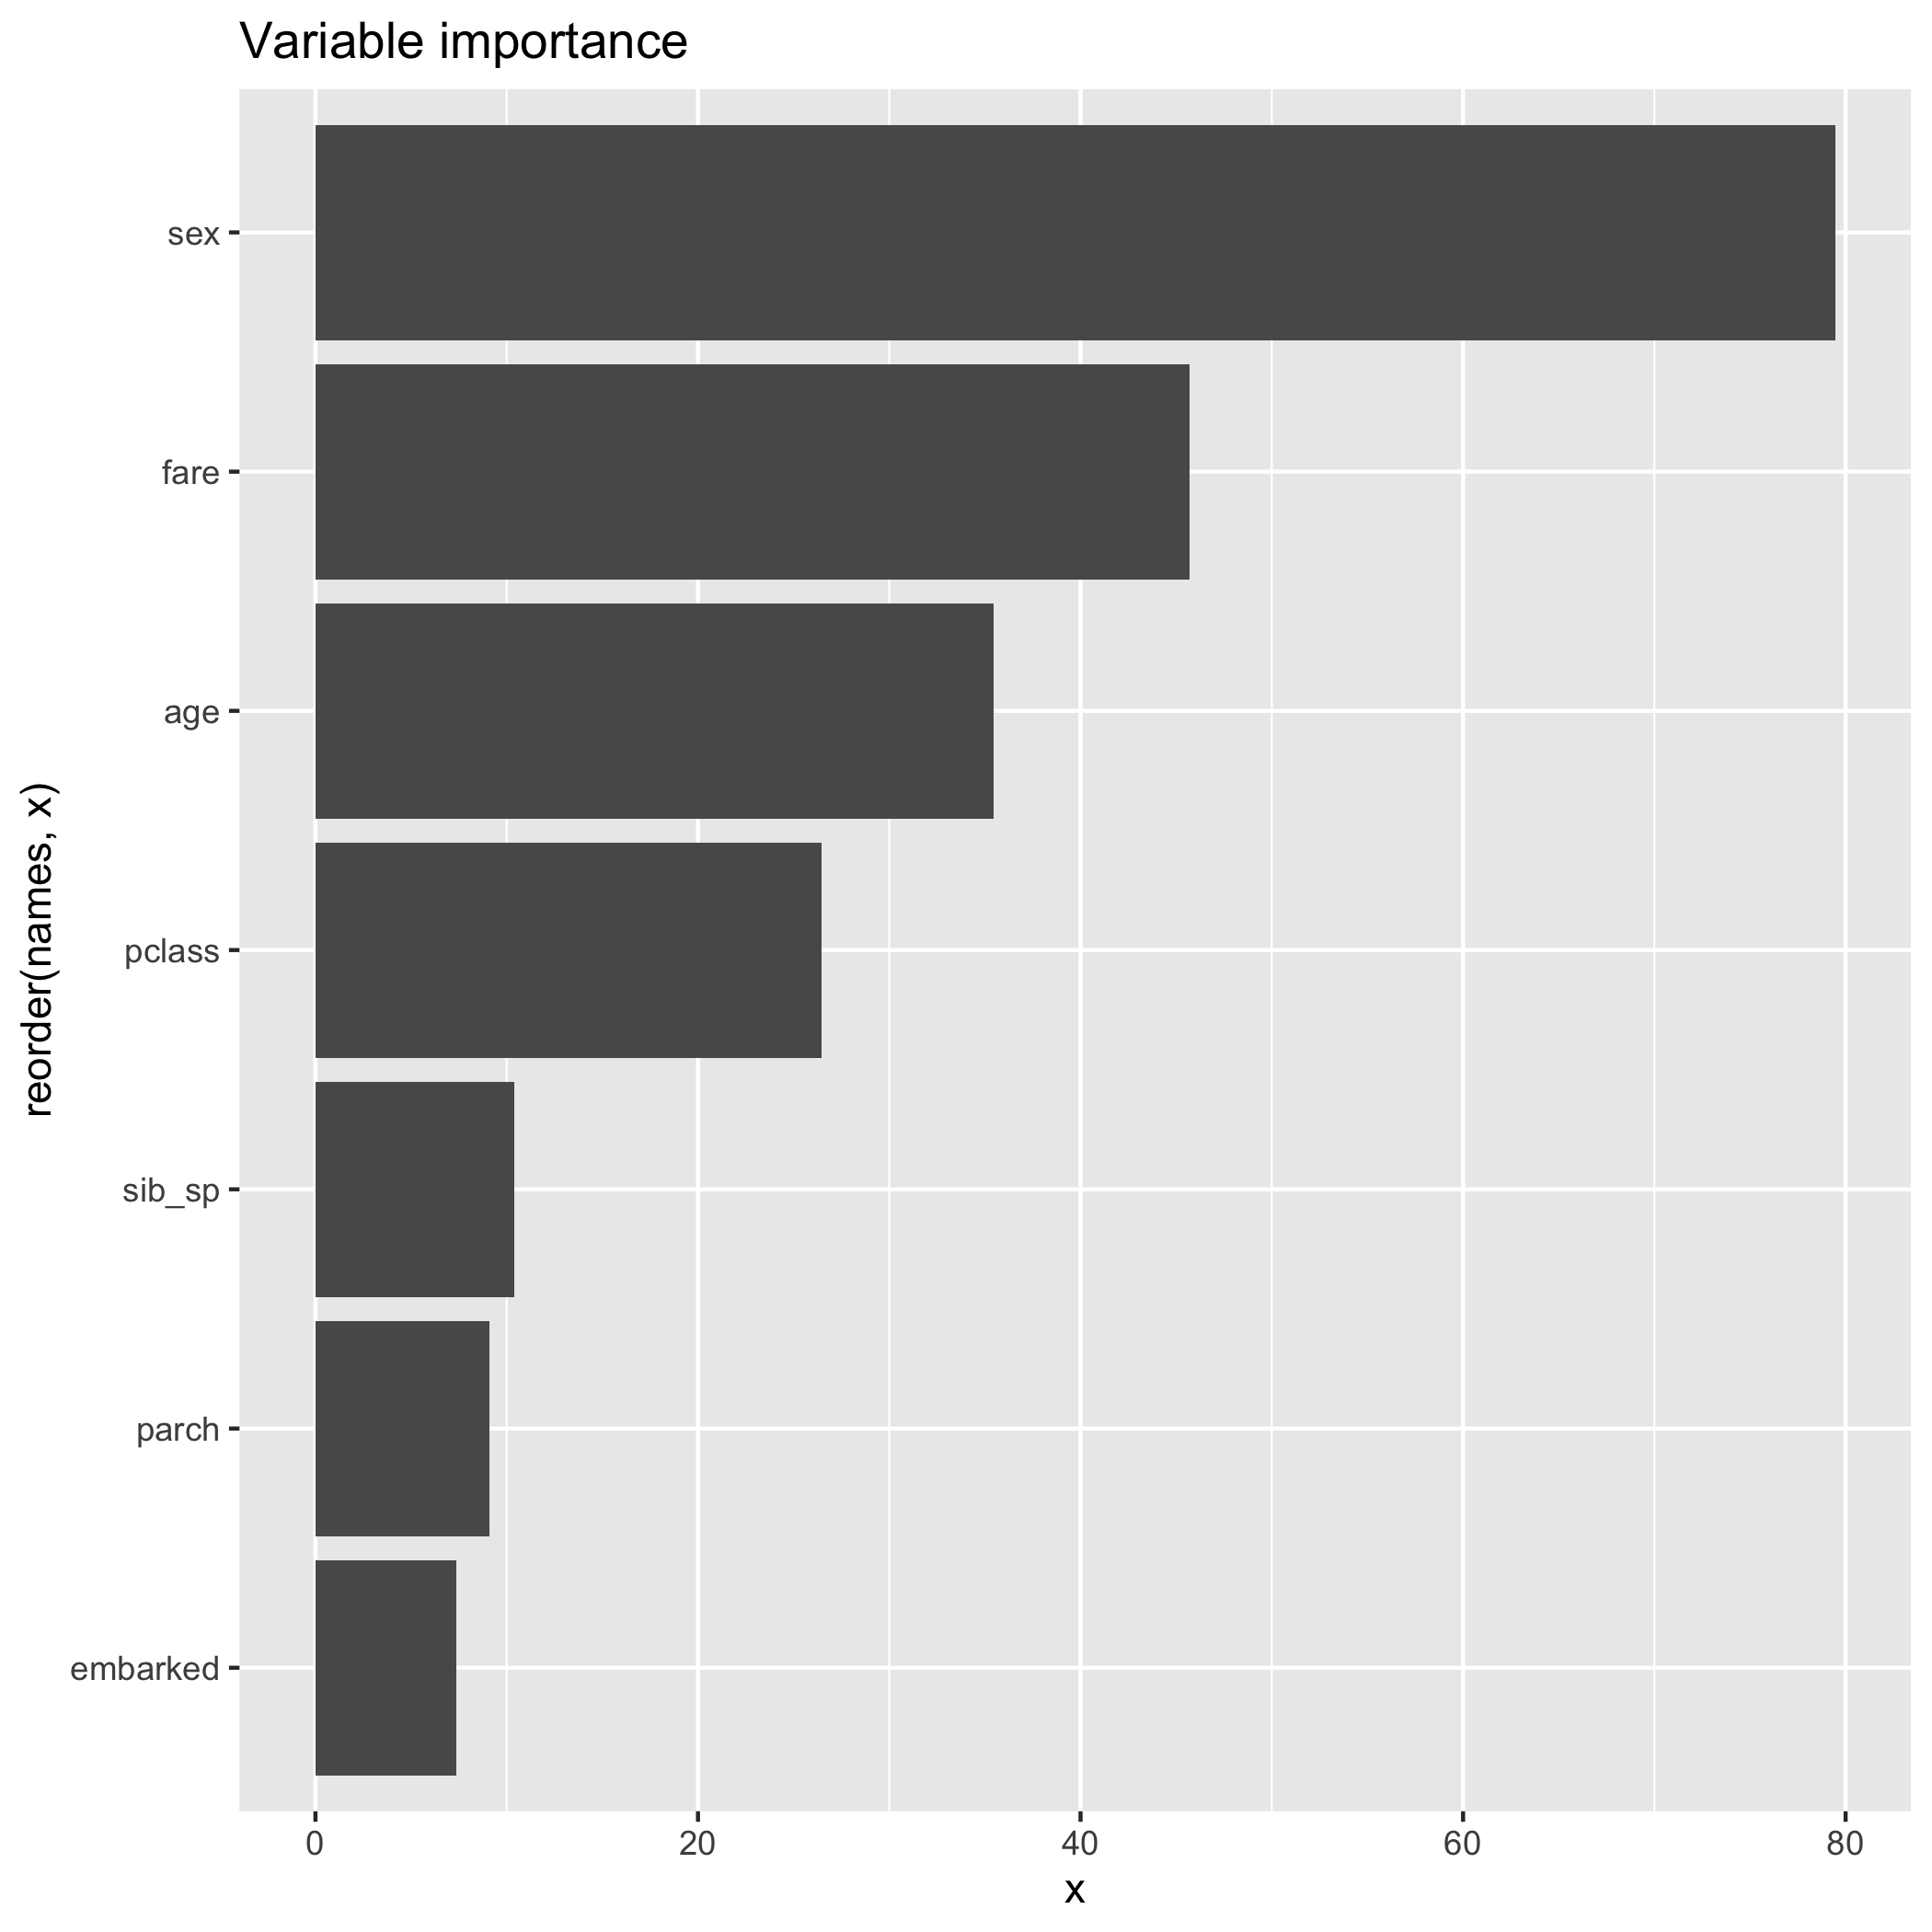 Variable importance
reorder(names, x)
sex
fare
age
pclass
sib_sp
parch
embarked
0 20 40 60 80
x